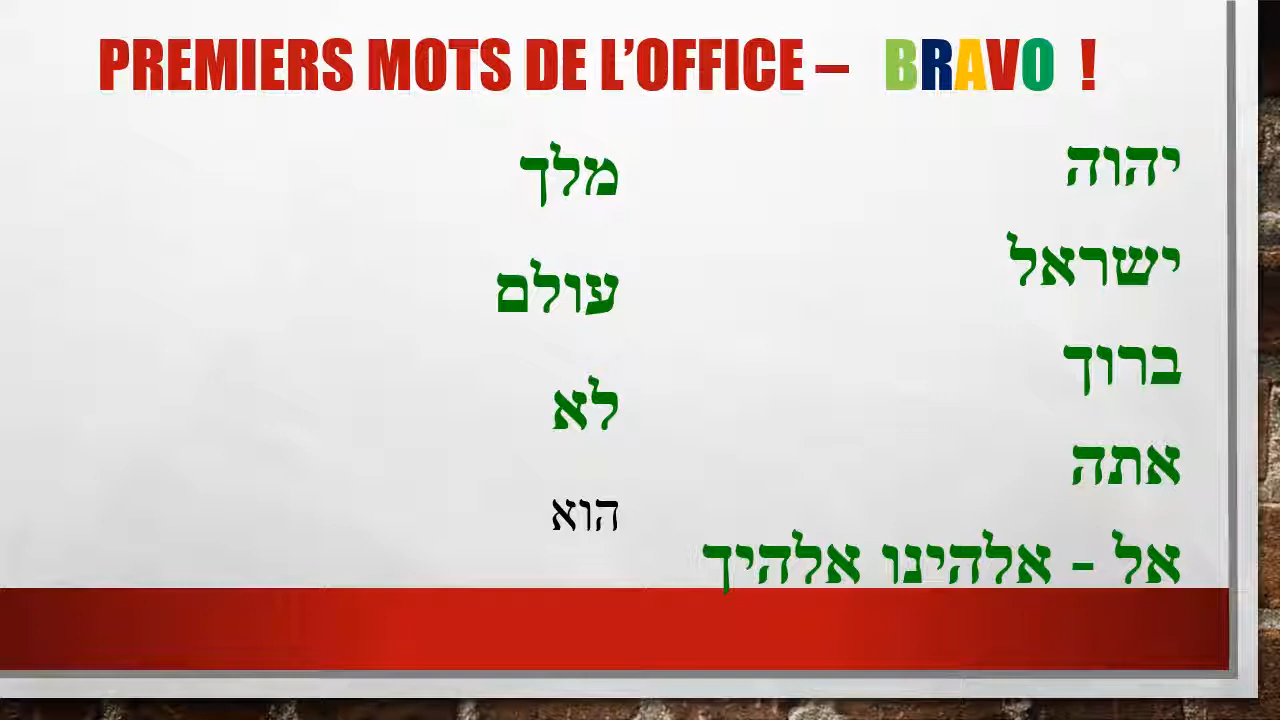 PREMIERS MOTS DE L’OFFICE – BRAVO !
יהוה
ישראל
ברוך
אתה
אל - אלהינו אלהיך
מלך
עולם
לא
הוא